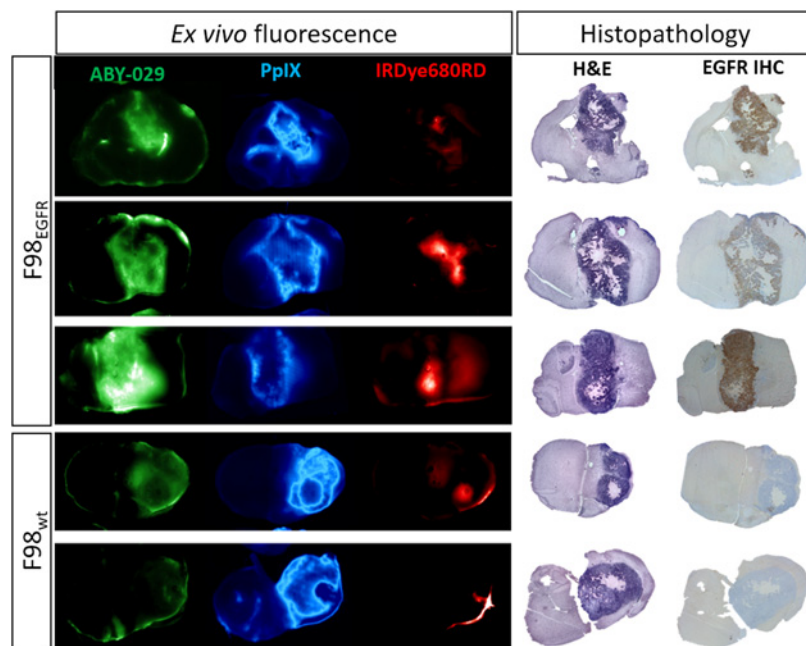 Ex vivo fluorescence
Histopathology
ABY-029
PpIX
IRDye680RD
H&E
EGFR IHC
F98EGFR
F98wt